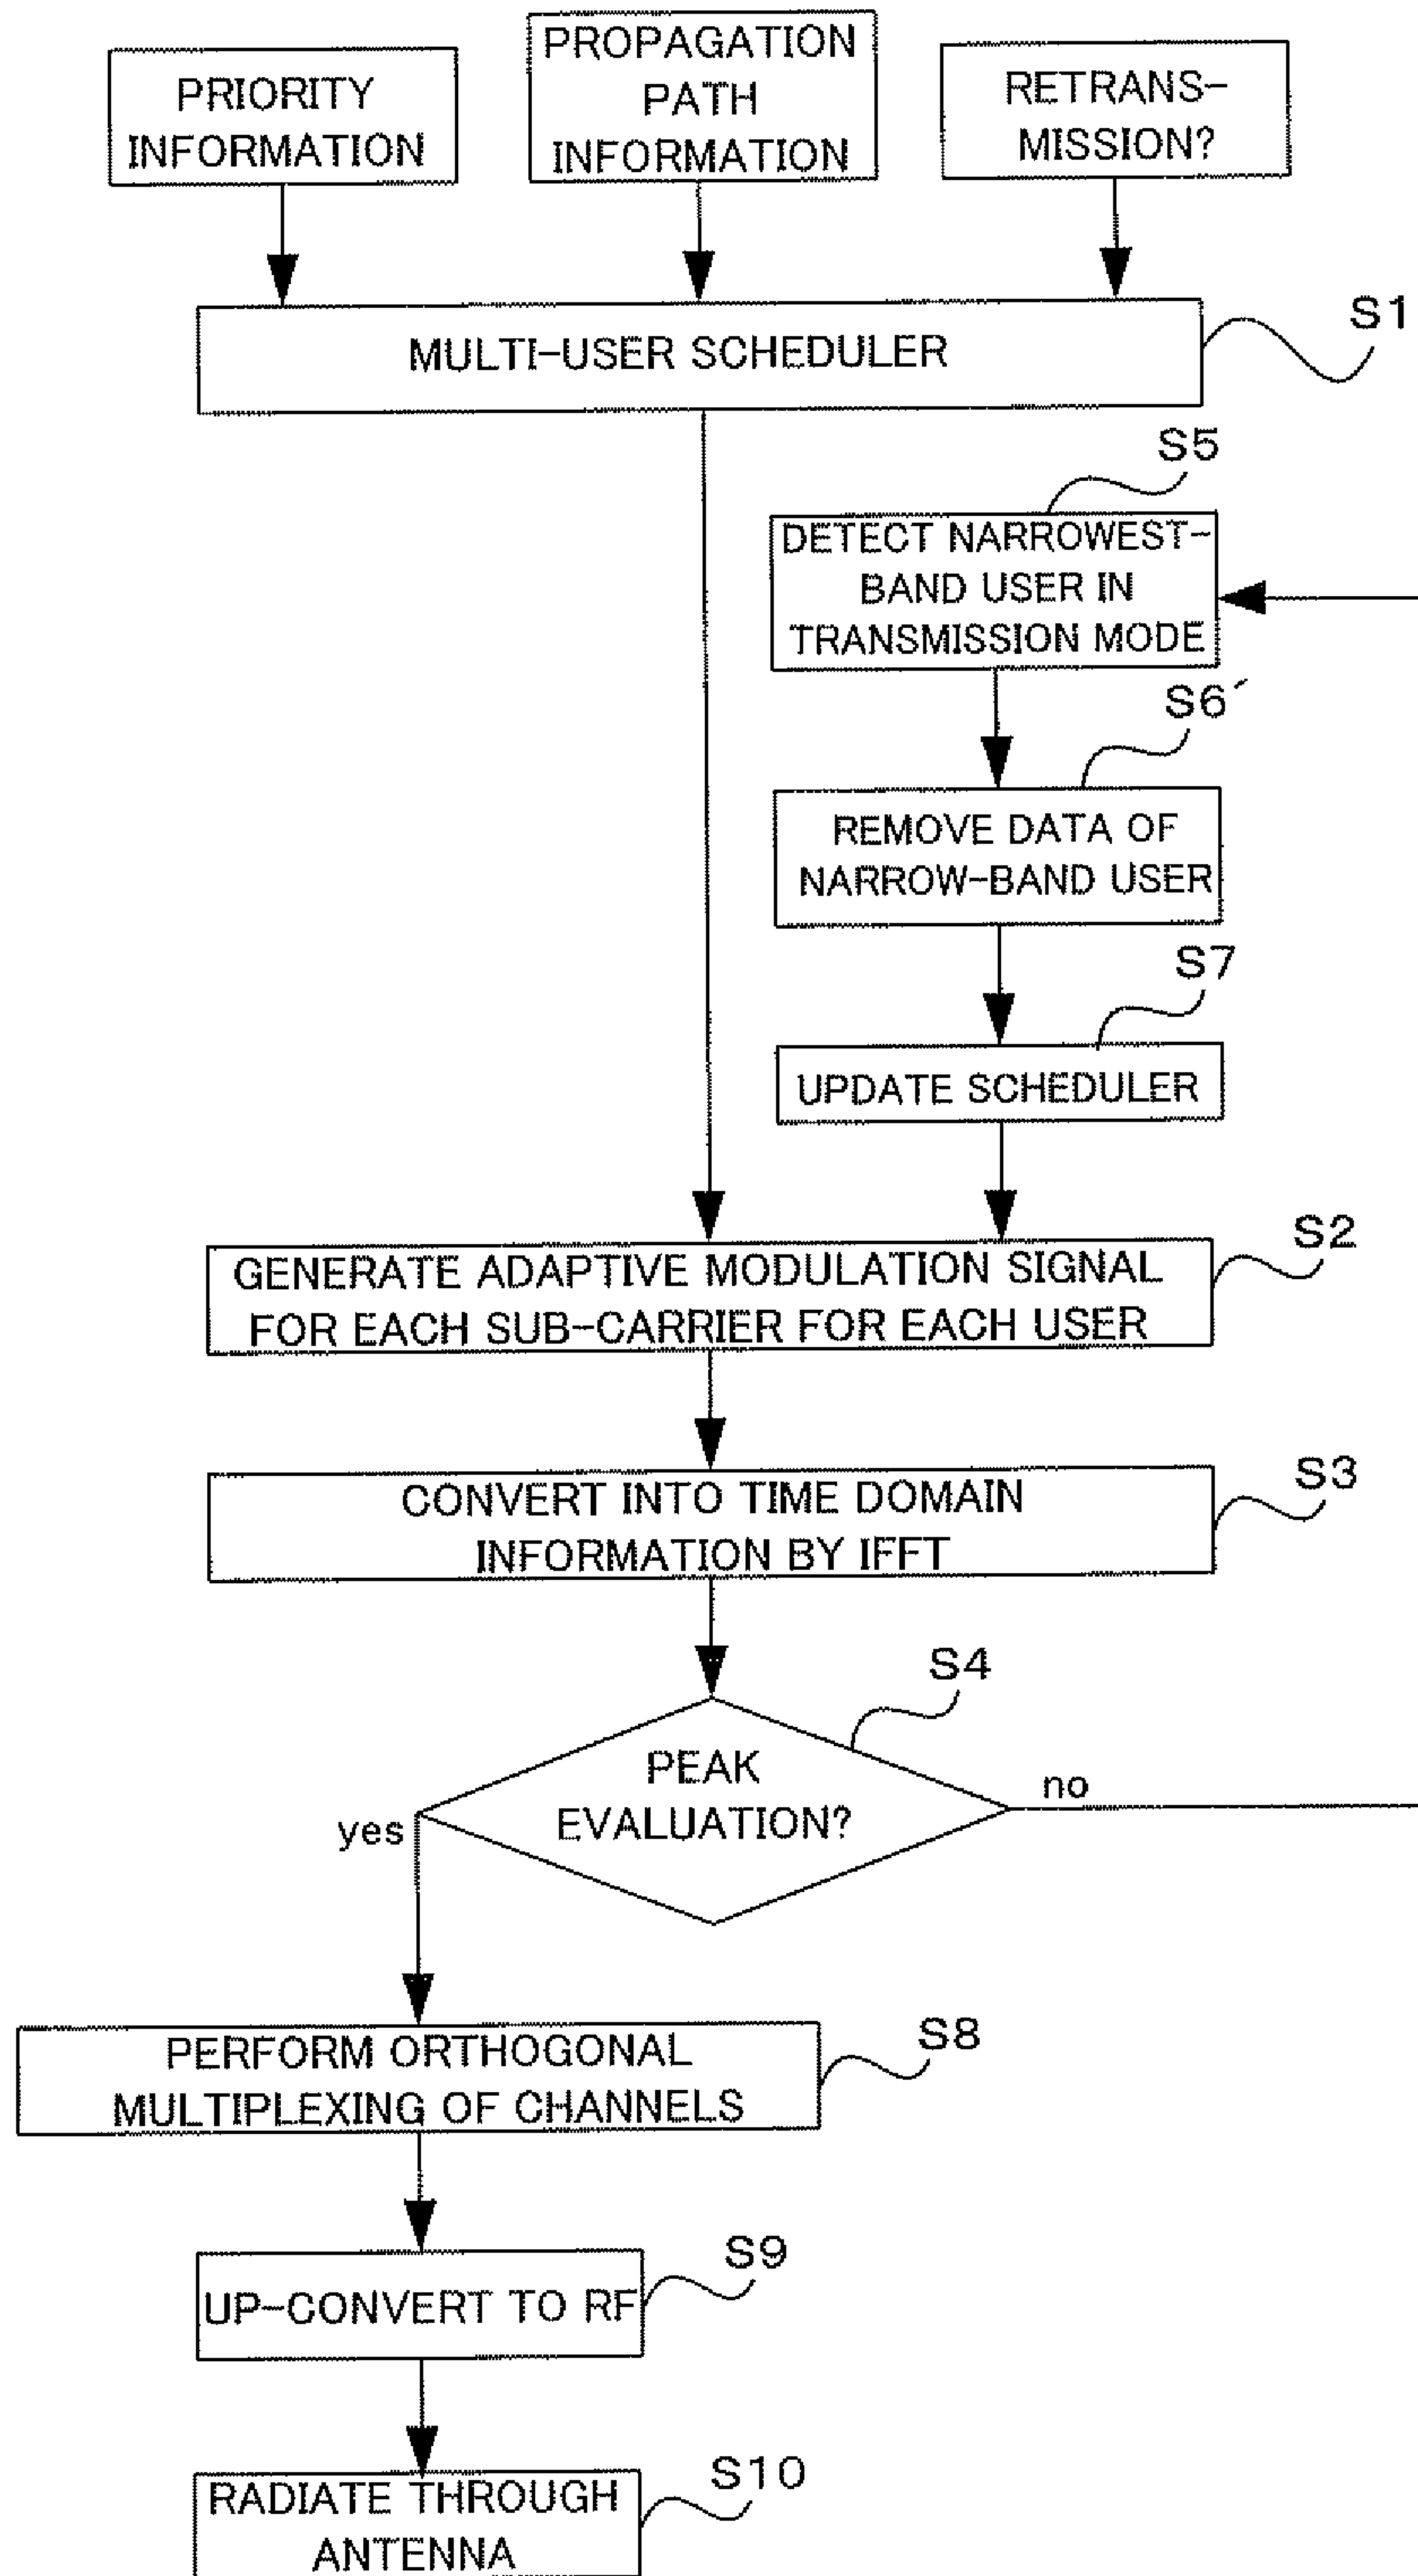 PRIORITY
INFORMATION
PROPAGATION
PATH
INFORMATION
RETRANS-
MISSION?
MULTI-USER SCHEDULER
S1
S5
DETECT NARROWEST-
BAND USER IN
TRANSMISSION MODE
S6´
REMOVE DATA OF
NARROW-BAND USER
S7
UPDATE SCHEDULER
S2
GENERATE ADAPTIVE MODULATION SIGNAL
FOR EACH SUB-CARRIER FOR EACH USER
S3
CONVERT INTO TIME DOMAIN
INFORMATION BY IFFT
S4
PEAK
EVALUATION?
no
yes
PERFORM ORTHOGONAL
MULTIPLEXING OF CHANNELS
S8
UP-CONVERT TO RF
S9
RADIATE THROUGH
ANTENNA
S10